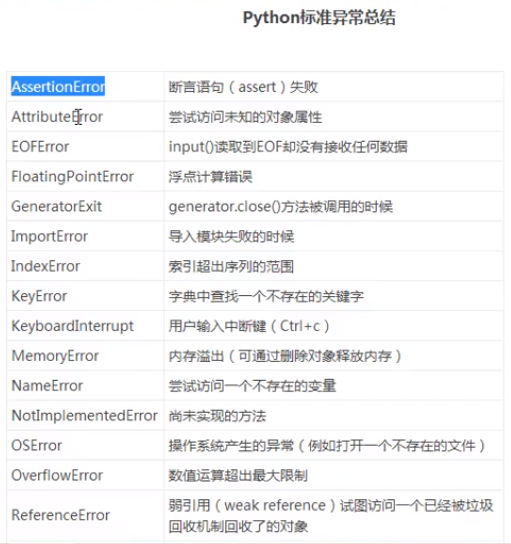 Python标准异常总结
AssertionError 断言语句（assert）失败
AttributeError 尝试访问未知的对象属性
EOFError input()读取到EOF却没有接收任何数据
FloatingPointError 浮点计算错误
GeneratorExit generator.close()方法被调用的时候
ImportError 导入模块失败的时候
IndexError 索引超出序列的范围
KeyError 字典中查找一个不存在的关键字
KeyboardInterrupt 用户输入中断键（Ctrl+c）
MemoryError 内存溢出（可通过删除对象释放内存）
NameError 尝试访问一个不存在的变量
NotImplementedError 尚未实现的方法
OSError 操作系统产生的异常（例如打开一个不存在的文件）
OverflowError 数值运算超出最大限制
ReferenceError 弱引用（weak reference）试图访问一个已经被垃圾
回收机制回收了的对象